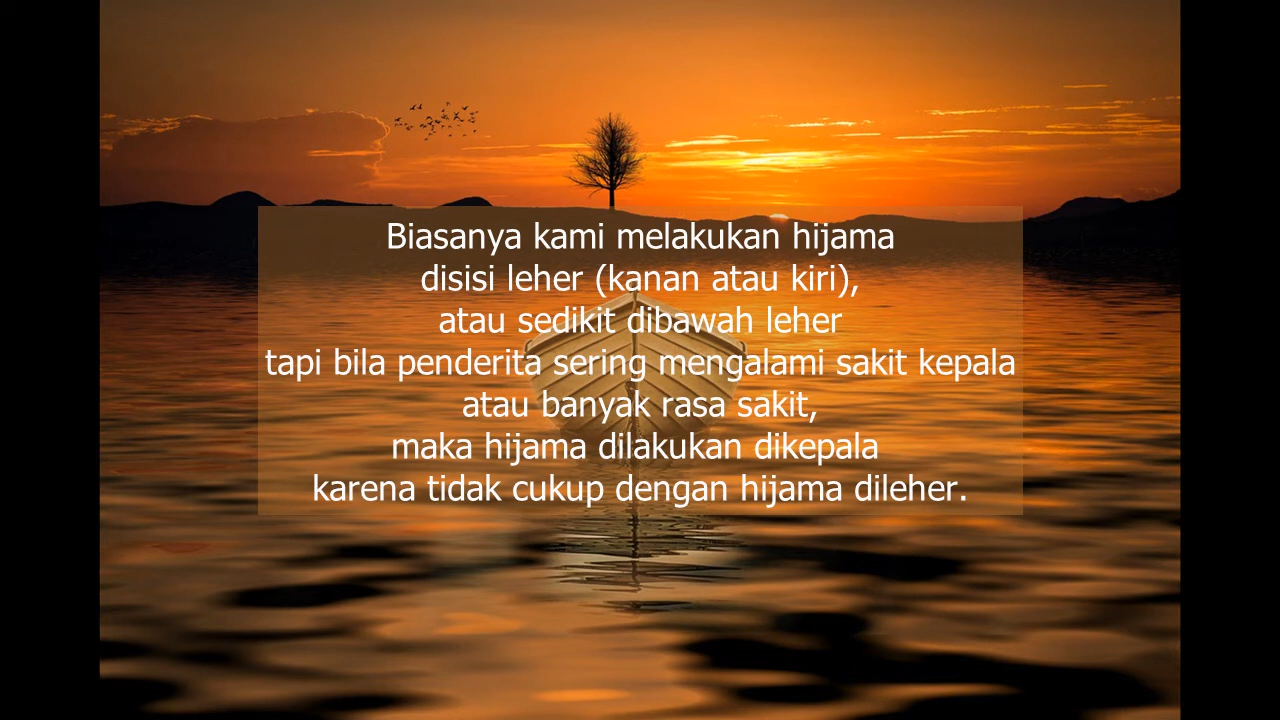 Biasanya kami melakukan hijama
disisi leher (kanan atau kiri),
atau sedikit dibawah leher
tapi bila penderita sering mengalami sakit kepala
atau banyak rasa sakit,
maka hijama dilakukan dikepala
karena tidak cukup dengan hijama dileher.